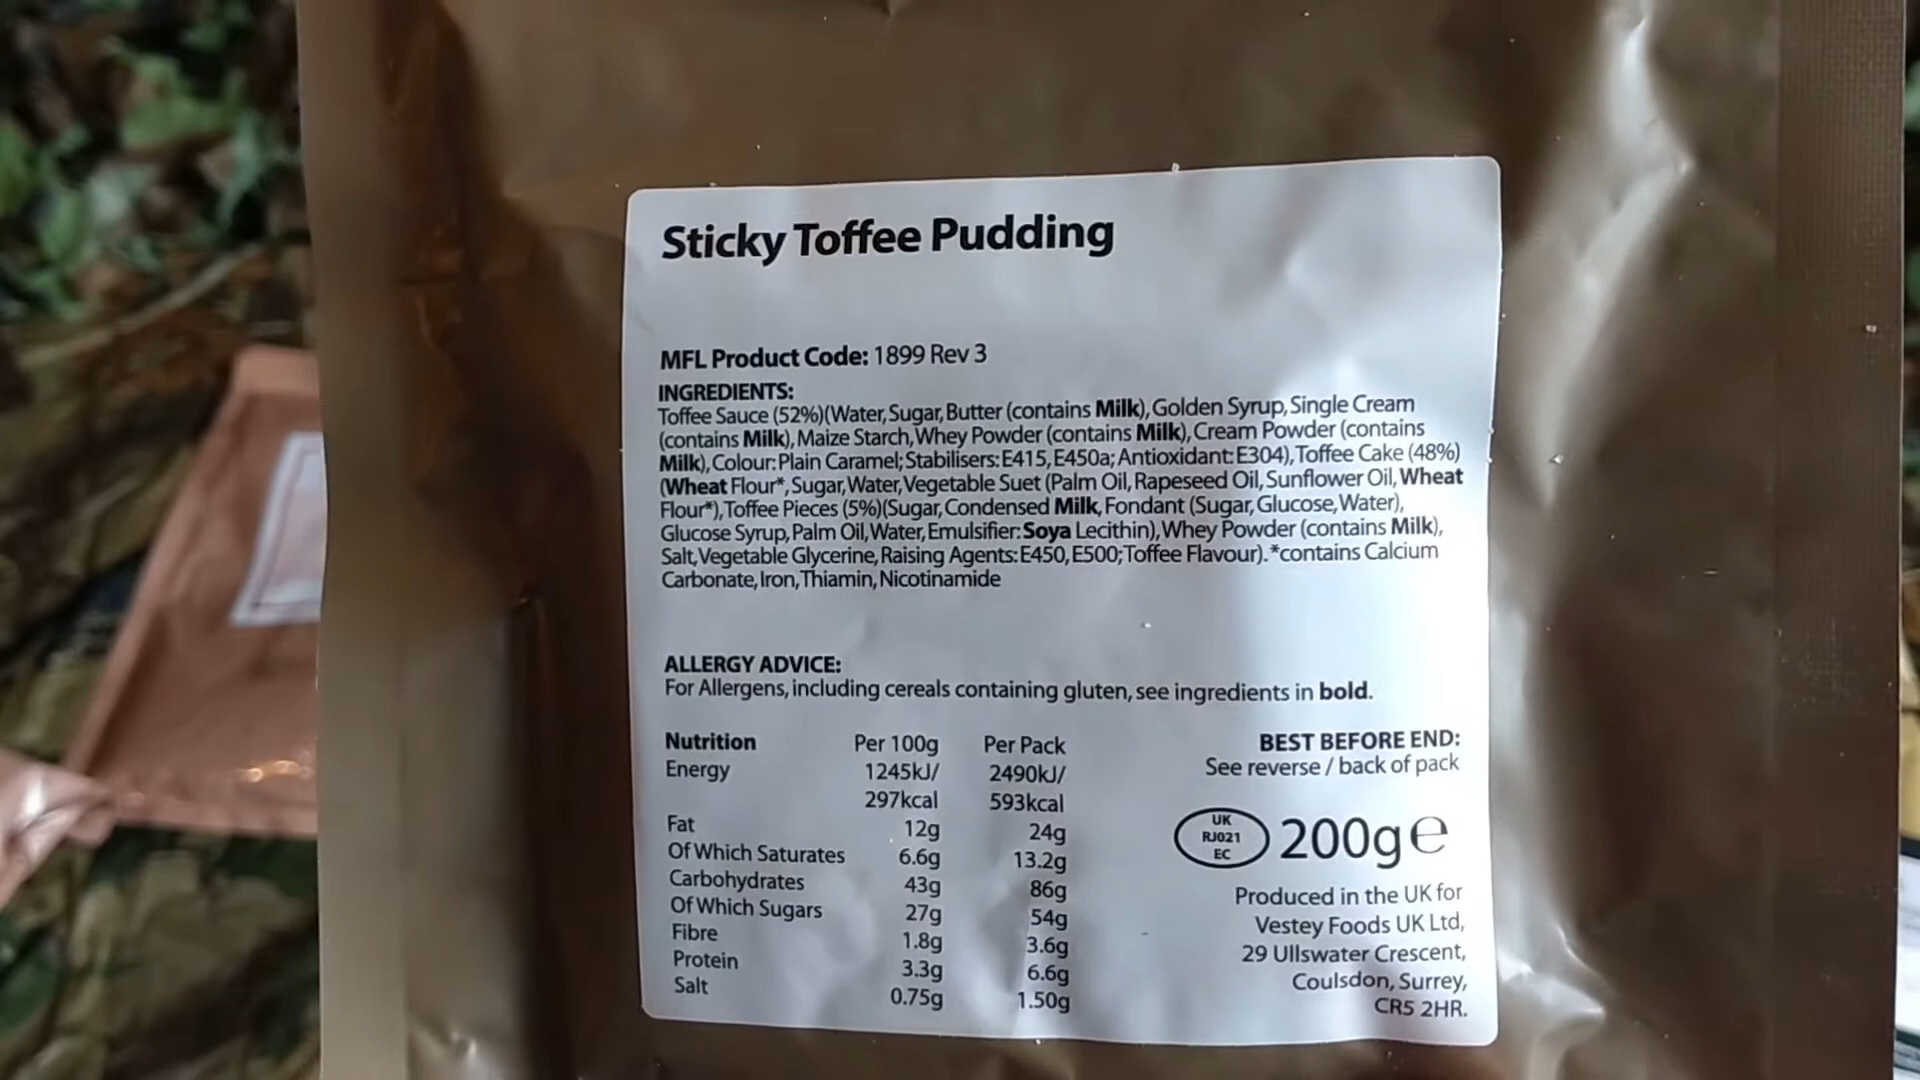 Sticky Toffee Pudding
MFL Product Code: 1899 Rev 3
INGREDIENTS:
Toffee Sauce (52%)(Water, Sugar, Butter (contains Milk), Golden Syrup, Single Cream
(contains Milk), Maize Starch, Whey Powder (contains Milk), Cream Powder (contains
Milk), Colour: Plain Caramel; Stabilisers: E415, E450a; Antioxidant: E304), Toffee Cake (48%)
(Wheat Flour*, Sugar, Water, Vegetable Suet (Palm Oil, Rapeseed Oil, Sunflower Oil, Wheat
Flour*), Toffee Pieces (5%)(Sugar, Condensed Milk, Fondant (Sugar, Glucose, Water),
Glucose Syrup, Palm Oil, Water, Emulsifier: Soya Lecithin), Whey Powder (contains Milk),
Salt, Vegetable Glycerine, Raising Agents: E450, E500; Toffee Flavour). *contains Calcium
Carbonate, Iron, Thiamin, Nicotinamide
ALLERGY ADVICE:
For Allergens, including cereals containing gluten, see ingredients in bold.
Nutrition Per 100g Per Pack
Energy 1245kJ/ 2490kJ/
297kcal 593kcal
Fat 12g 24g
Of Which Saturates 6.6g 13.2g
Carbohydrates 43g 86g
Of Which Sugars 27g 54g
Fibre 1.8g 3.6g
Protein 3.3g 6.6g
Salt 0.75g 1.50g
BEST BEFORE END:
See reverse / back of pack
UK
RJ021
EC
200g e
Produced in the UK for
Vestey Foods UK Ltd,
29 Ullswater Crescent,
Coulsdon, Surrey,
CR5 2HR.